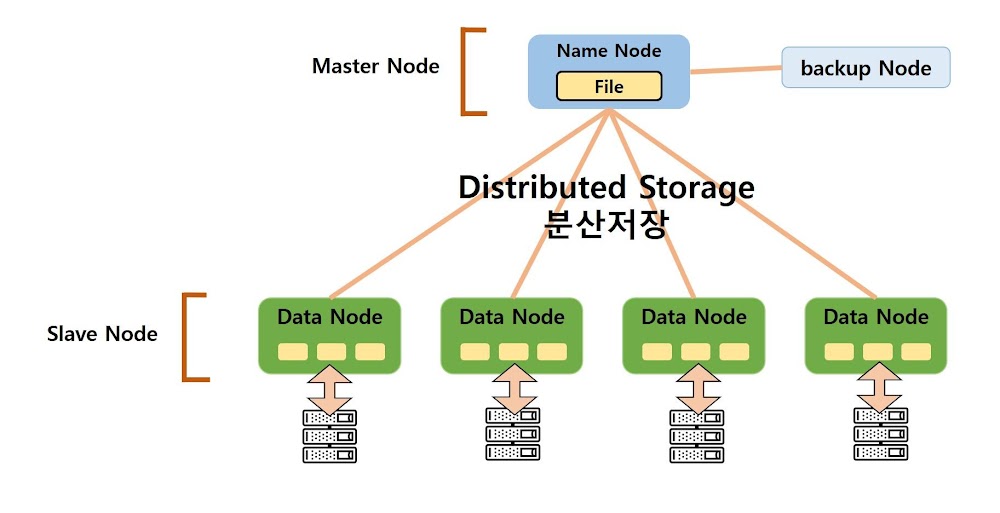 Master Node
Name Node
File
backup Node
Distributed Storage
분산저장
Slave Node
Data Node
Data Node
Data Node
Data Node